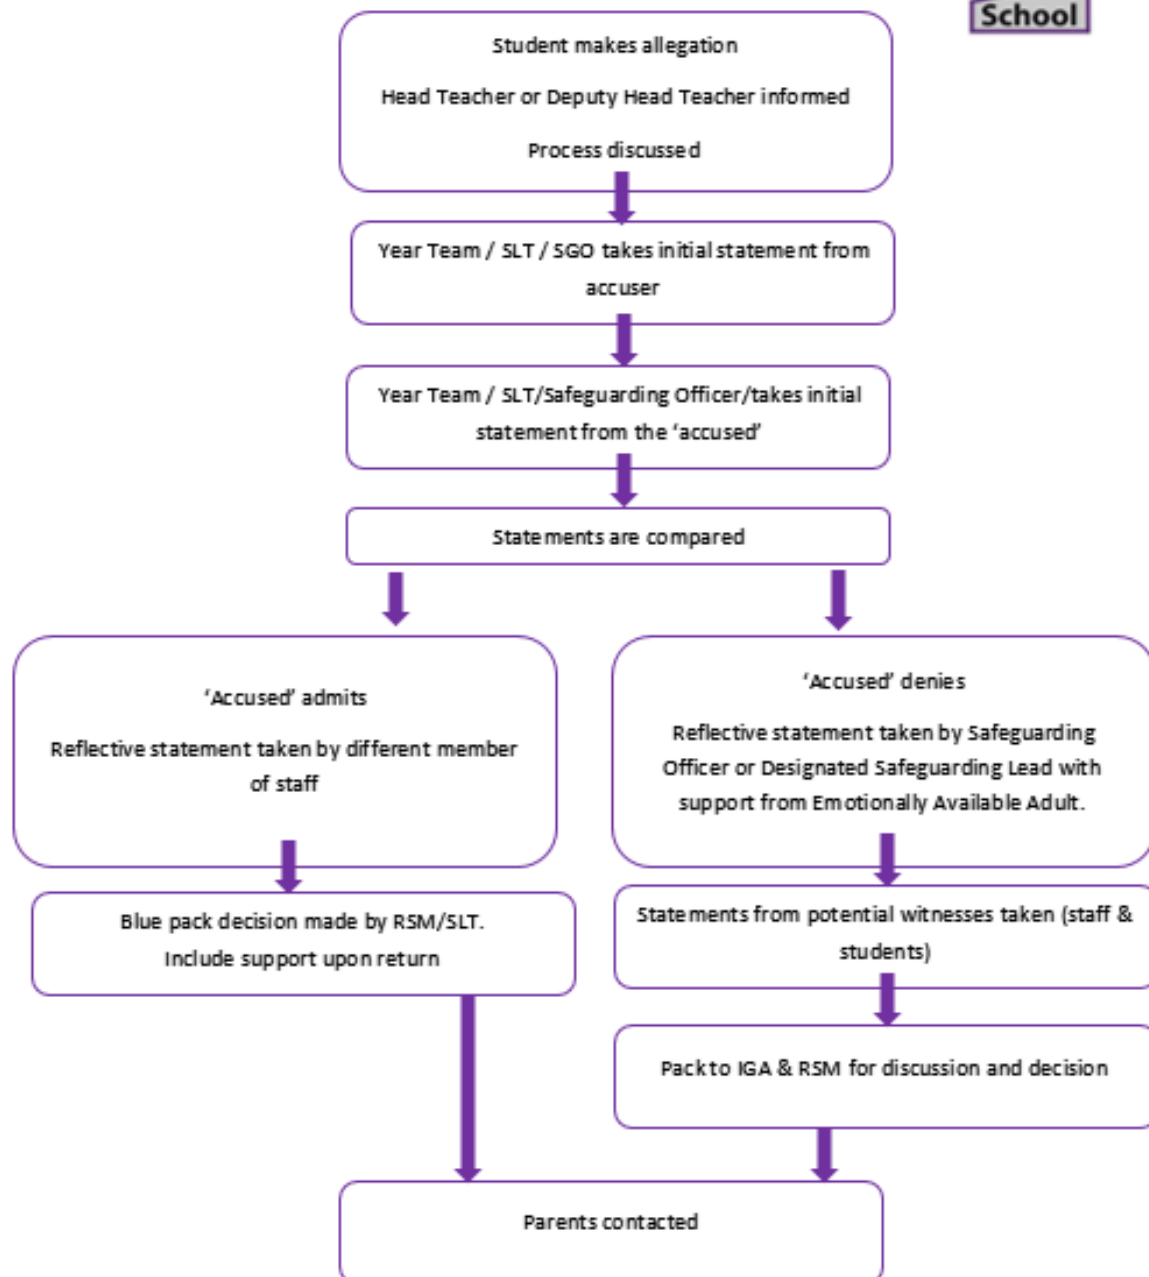 School
Student makes allegation
Head Teacher or Deputy Head Teacher informed
Process discussed
Year Team / SLT / SGO takes initial statement from
accuser
Year Team / SLT/Safeguarding Officer/takes initial
statement from the ‘accused’
Statements are compared
‘Accused’ admits
Reflective statement taken by different member
of staff
‘Accused’ denies
Reflective statement taken by Safeguarding
Officer or Designated Safeguarding Lead with
support from Emotionally Available Adult.
Blue pack decision made by RSM/SLT.
Include support upon return
Statements from potential witnesses taken (staff &
students)
Pack to IGA & RSM for discussion and decision
Parents contacted